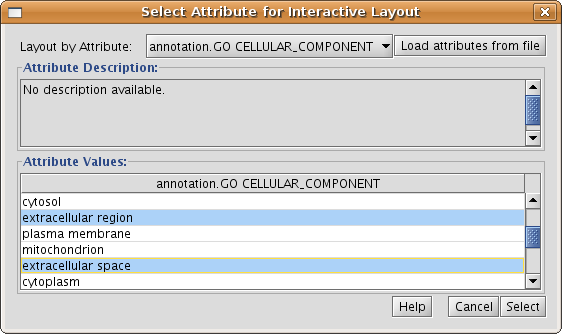 Select Attribute for Interactive Layout
Layout by Attribute: annotation.GO CELLULAR_COMPONENT Load attributes from file
Attribute Description:
No description available.
Attribute Values:
annotation.GO CELLULAR_COMPONENT
cytosol
extracellular region
plasma membrane
mitochondrion
extracellular space
cytoplasm
Help Cancel Select